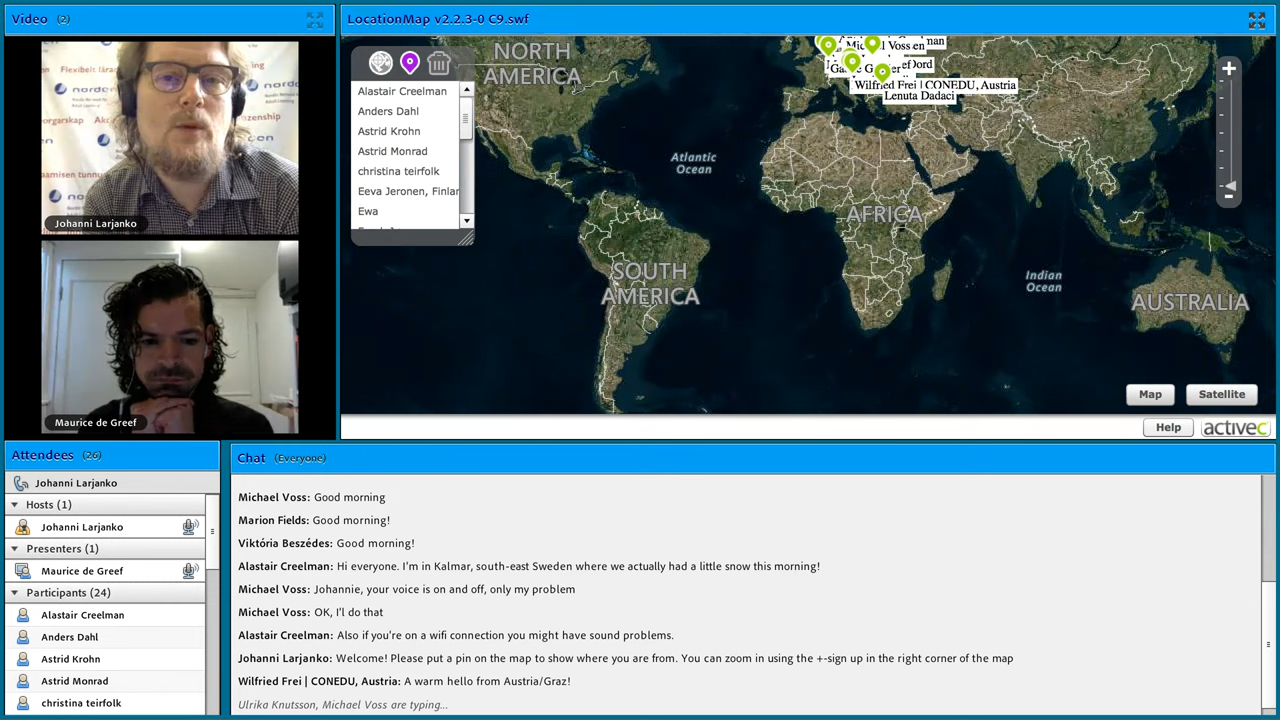 Video (2)
Flexibelt lära
norde
Johanni Larjanko
Maurice de Greef
LocationMap v2.2.3-0 C9.swf
Alastair Creelman
Anders Dahl
Astrid Krohn
Astrid Monrad
christina teirfolk
Eeva Jeronen, Finlar
Ewa
NORTH
AMERICA
Wilfried Frei | CONEDU, Austria
Lenuta Dadaci
Atlantic
Ocean
AFRICA
SOUTH
AMERICA
Indian
Ocean
AUSTRALIA
Map
Satellite
Help
activec
Attendees (26)
Johanni Larjanko
Hosts (1)
Johanni Larjanko
Presenters (1)
Maurice de Greef
Participants (24)
Alastair Creelman
Anders Dahl
Astrid Krohn
Astrid Monrad
christina teirfolk
Chat (Everyone)
Michael Voss: Good morning
Marion Fields: Good morning!
Viktória Beszédes: Good morning!
Alastair Creelman: Hi everyone. I'm in Kalmar, south-east Sweden where we actually had a little snow this morning!
Michael Voss: Johannie, your voice is on and off, only my problem
Michael Voss: OK, I'l do that
Alastair Creelman: Also if you're on a wifi connection you might have sound problems.
Johanni Larjanko: Welcome! Please put a pin on the map to show where you are from. You can zoom in using the +-sign up in the right corner of the map
Wilfried Frei | CONEDU, Austria: A warm hello from Austria/Graz!
Ulrika Knutsson, Michael Voss are typing...